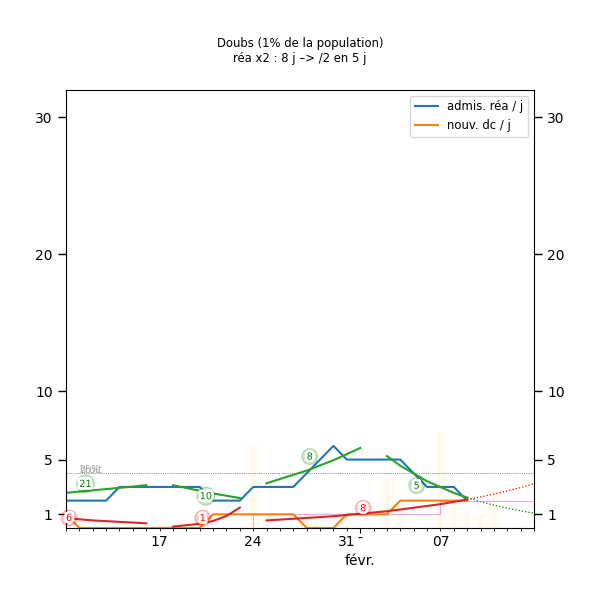 Doubs (1% de la population)
réa x2 : 8 j –> /2 en 5 j
admis. réa / j
nouv. dc / j
30 30
20 20
10 10
5 5
1 1
21
10
8
5
6
1
8
17 24 31 07
févr.